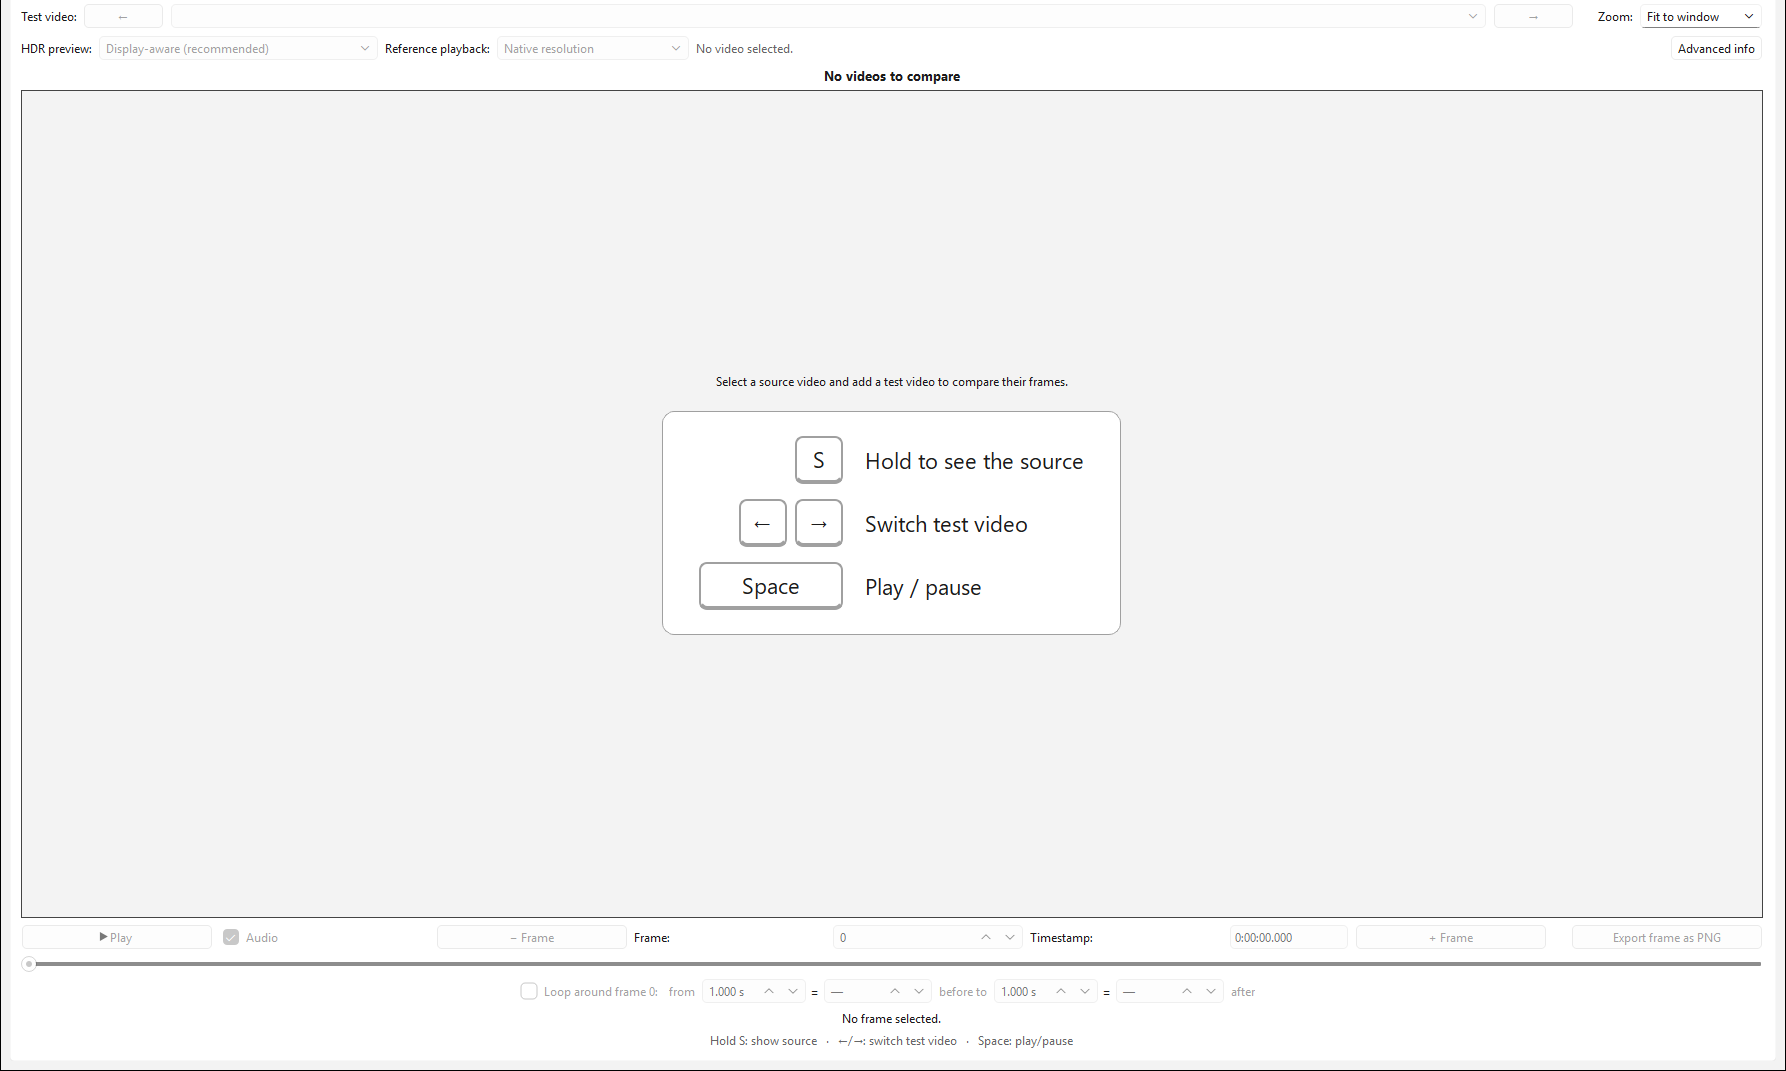 Test video: ← → Zoom: Fit to window
HDR preview: Display-aware (recommended) Reference playback: Native resolution No video selected. Advanced info
No videos to compare
Select a source video and add a test video to compare their frames.
S Hold to see the source
← → Switch test video
Space Play / pause
▶ Play Audio − Frame Frame: 0 Timestamp: 0:00:00.000 + Frame Export frame as PNG
Loop around frame 0: from 1.000 s = — before to 1.000 s = — after
No frame selected.
Hold S: show source · ←/→: switch test video · Space: play/pause